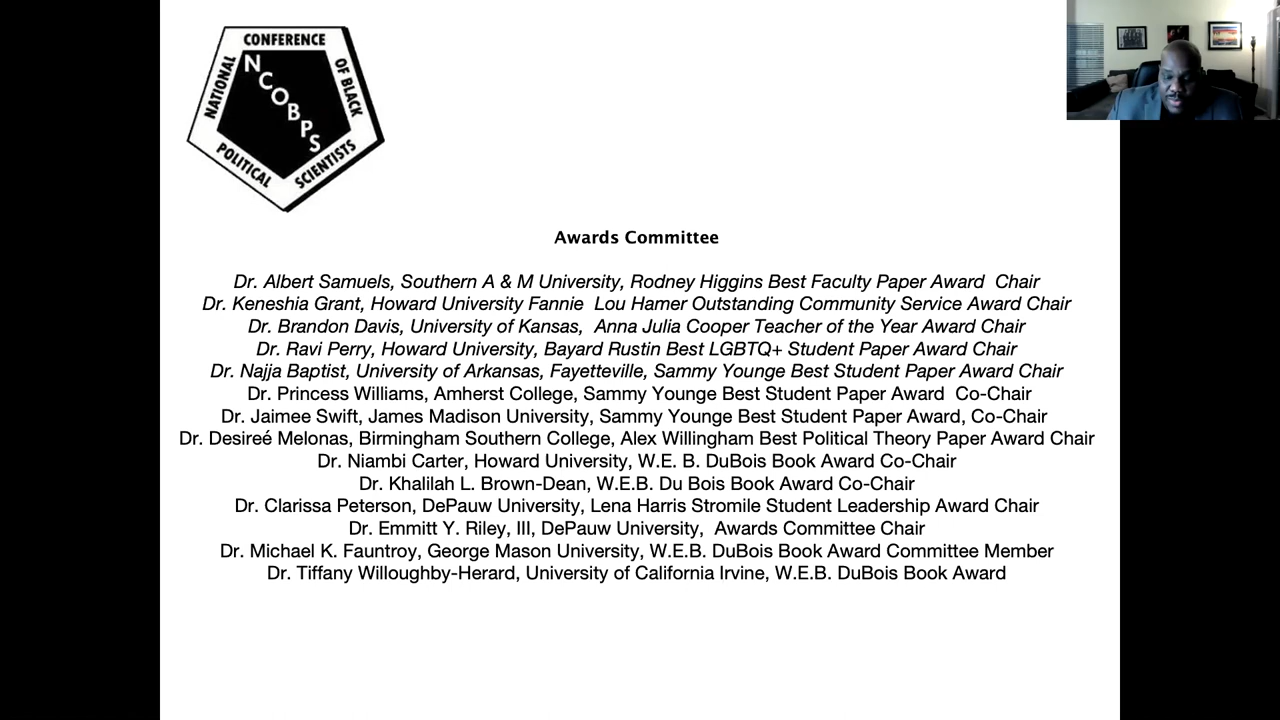 NATIONAL
CONFERENCE
OF BLACK
POLITICAL
SCIENTISTS
NCOBPS
Awards Committee
Dr. Albert Samuels, Southern A & M University, Rodney Higgins Best Faculty Paper Award Chair
Dr. Keneshia Grant, Howard University Fannie Lou Hamer Outstanding Community Service Award Chair
Dr. Brandon Davis, University of Kansas, Anna Julia Cooper Teacher of the Year Award Chair
Dr. Ravi Perry, Howard University, Bayard Rustin Best LGBTQ+ Student Paper Award Chair
Dr. Najja Baptist, University of Arkansas, Fayetteville, Sammy Younge Best Student Paper Award Chair
Dr. Princess Williams, Amherst College, Sammy Younge Best Student Paper Award Co-Chair
Dr. Jaimee Swift, James Madison University, Sammy Younge Best Student Paper Award, Co-Chair
Dr. Desireé Melonas, Birmingham Southern College, Alex Willingham Best Political Theory Paper Award Chair
Dr. Niambi Carter, Howard University, W.E. B. DuBois Book Award Co-Chair
Dr. Khalilah L. Brown-Dean, W.E.B. Du Bois Book Award Co-Chair
Dr. Clarissa Peterson, DePauw University, Lena Harris Stromile Student Leadership Award Chair
Dr. Emmitt Y. Riley, III, DePauw University, Awards Committee Chair
Dr. Michael K. Fauntroy, George Mason University, W.E.B. DuBois Book Award Committee Member
Dr. Tiffany Willoughby-Herard, University of California Irvine, W.E.B. DuBois Book Award